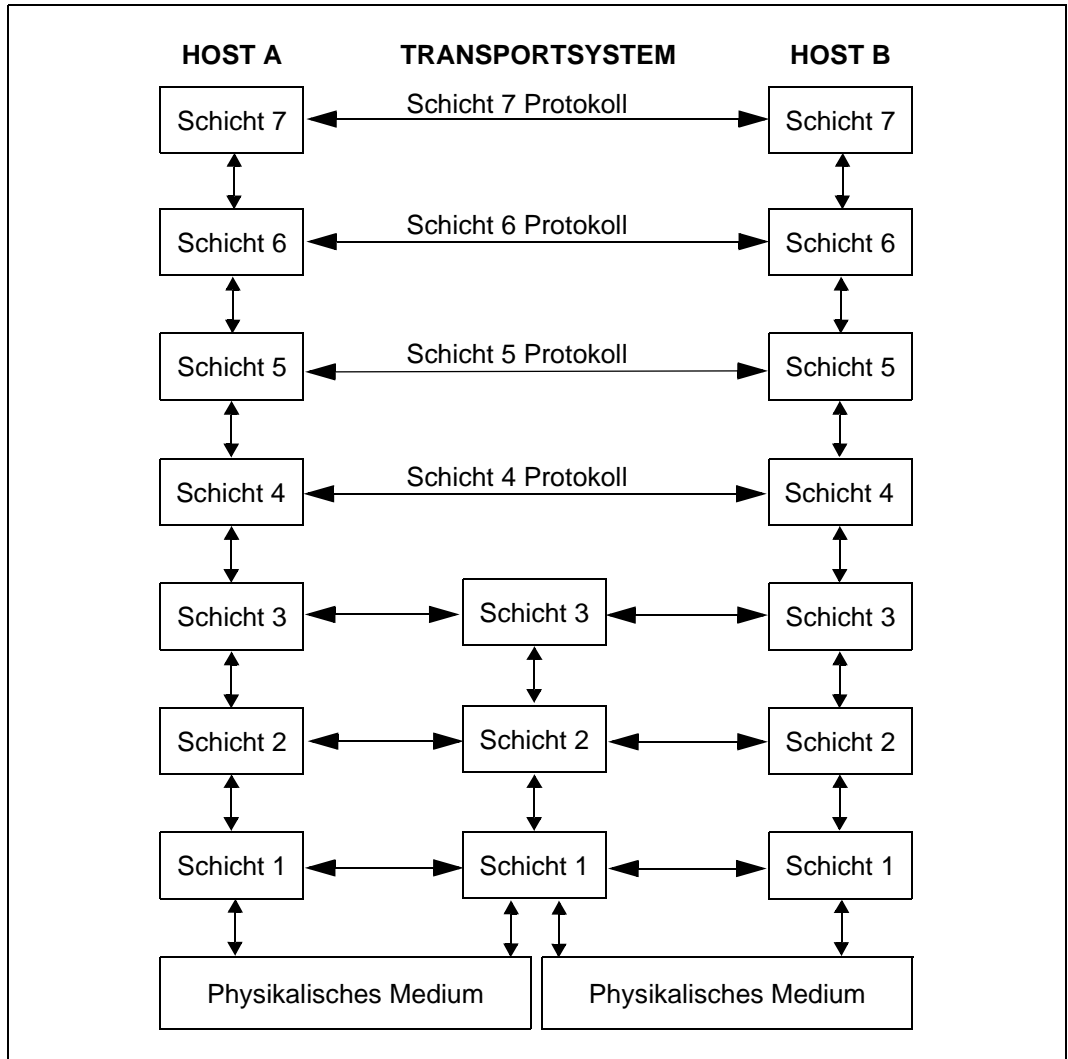 HOST A TRANSPORTSYSTEM HOST B
Schicht 7 Protokoll
Schicht 7 Schicht 7
Schicht 6 Protokoll
Schicht 6 Schicht 6
Schicht 5 Protokoll
Schicht 5 Schicht 5
Schicht 4 Protokoll
Schicht 4 Schicht 4
Schicht 3 Schicht 3 Schicht 3
Schicht 2 Schicht 2 Schicht 2
Schicht 1 Schicht 1 Schicht 1
Physikalisches Medium Physikalisches Medium